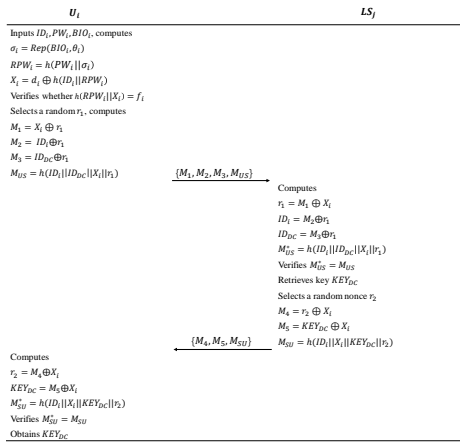 U_i LS_j
Inputs ID_i, PW_i, BIO_i, computes
σ_i = Rep(BIO_i, θ_i)
RPW_i = h(PW_i||σ_i)
X_i = d_i ⊕ h(ID_i||RPW_i)
Verifies whether h(RPW_i||X_i) = f_i
Selects a random r_1, computes
M_1 = X_i ⊕ r_1
M_2 = ID_i⊕r_1
M_3 = ID_DC⊕r_1
M_US = h(ID_i||ID_DC||X_i||r_1)
{M_1, M_2, M_3, M_US}
Computes
r_1 = M_1 ⊕ X_i
ID_i = M_2⊕r_1
ID_DC = M_3⊕r_1
M*_US = h(ID_i||ID_DC||X_i||r_1)
Verifies M*_US = M_US
Retrieves key KEY_DC
Selects a random nonce r_2
M_4 = r_2 ⊕ X_i
M_5 = KEY_DC ⊕ X_i
M_SU = h(ID_i||X_i||KEY_DC||r_2)
{M_4, M_5, M_SU}
Computes
r_2 = M_4⊕X_i
KEY_DC = M_5⊕X_i
M*_SU = h(ID_i||X_i||KEY_DC||r_2)
Verifies M*_SU = M_SU
Obtains KEY_DC